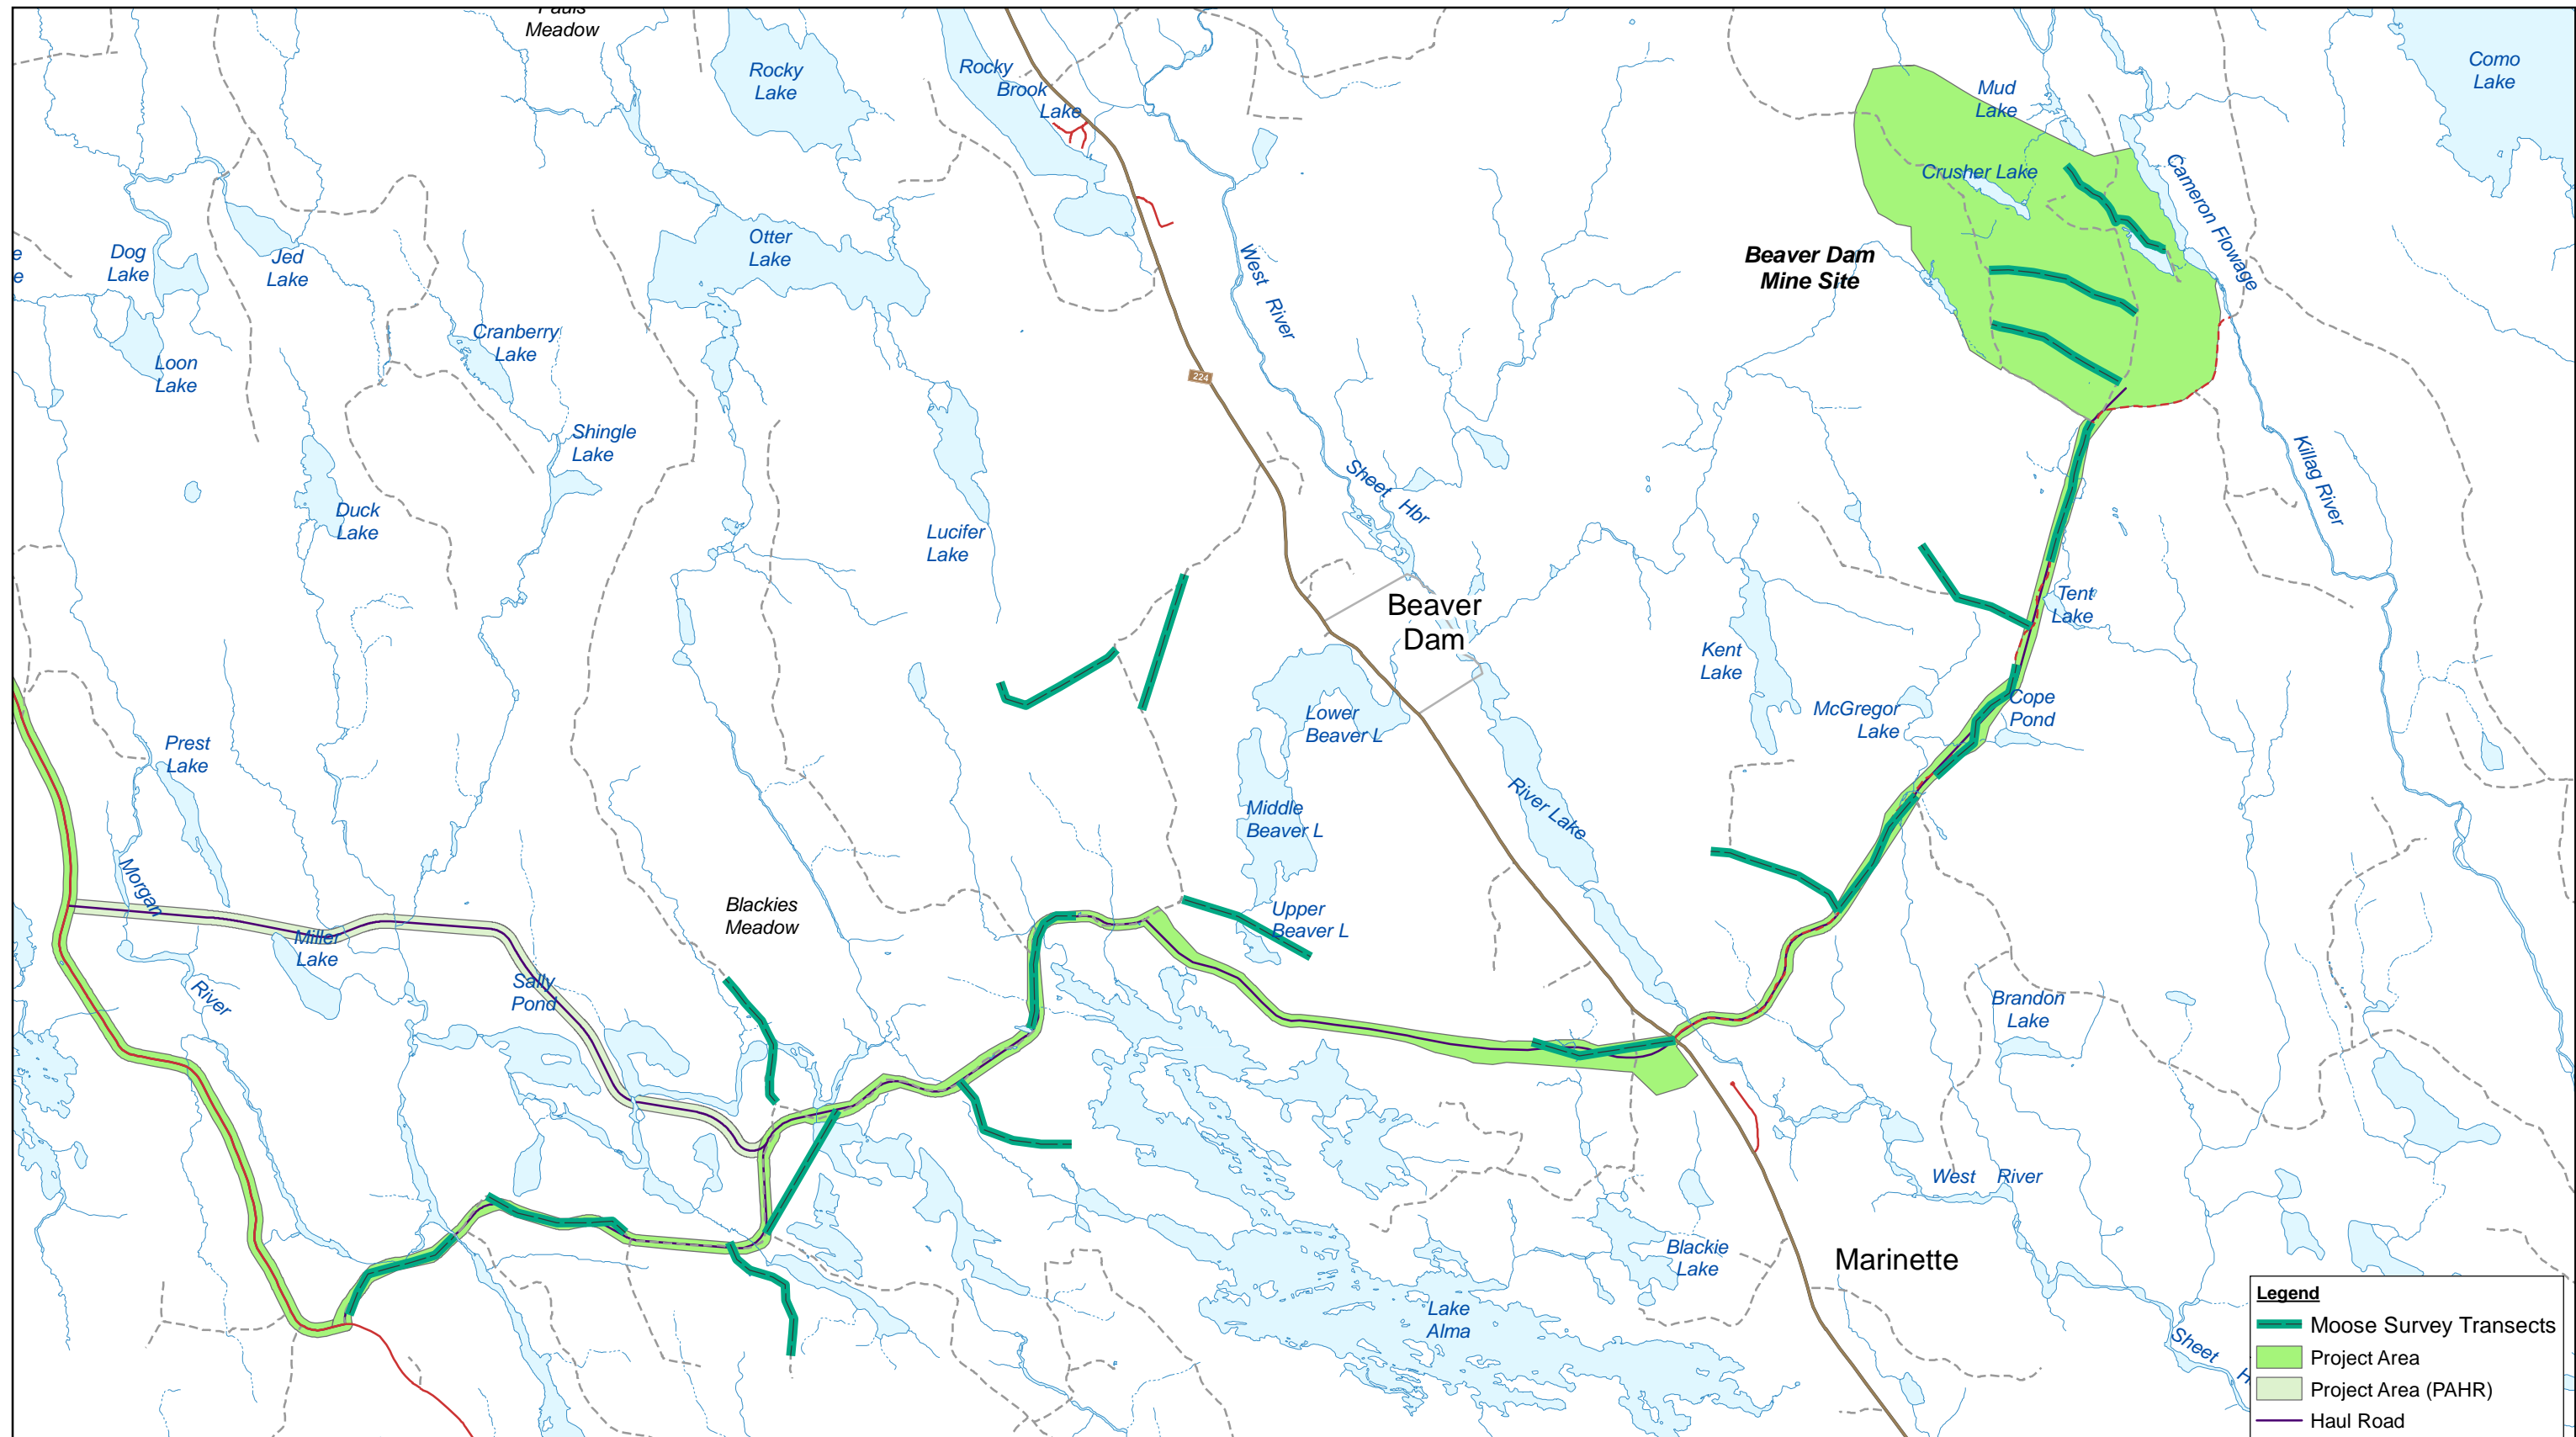 Meadow
Rocky
Lake
Rocky
Brook
Lake
Mud
Lake
Como
Lake
Crusher Lake
Cameron Flowage
Dog
Lake
Jed
Lake
Otter
Lake
West River
Beaver Dam
Mine Site
e
e
Loon
Lake
Cranberry
Lake
224
Shingle
Lake
Killag River
Sheet Hbr
Duck
Lake
Lucifer
Lake
Beaver
Dam
Tent
Lake
Kent
Lake
McGregor
Lake
Cope
Pond
Lower
Beaver L
Prest
Lake
Middle
Beaver L
River Lake
Morgan
River
Blackies
Meadow
Upper
Beaver L
Miller
Lake
Sally
Pond
Brandon
Lake
West River
Blackie
Lake
Marinette
Lake
Alma
Sheet H
Legend
Moose Survey Transects
Project Area
Project Area (PAHR)
Haul Road